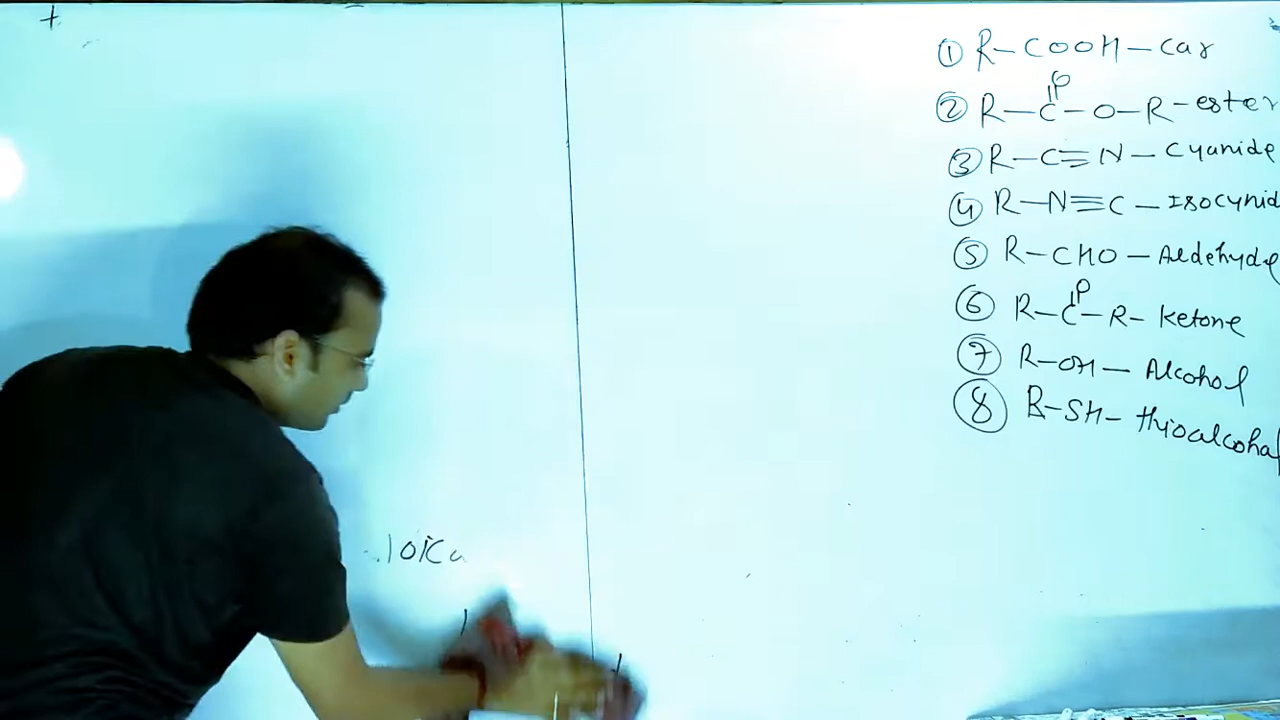 ① R-COOH-Car
O
② R-C-O-R-ester
③ R-C≡N-Cyanide
④ R-N≡C-Isocynid
⑤ R-CHO-Aldehyde
O
⑥ R-C-R-ketone
⑦ R-OH-Alcohol
⑧ R-SH-thioalcohol